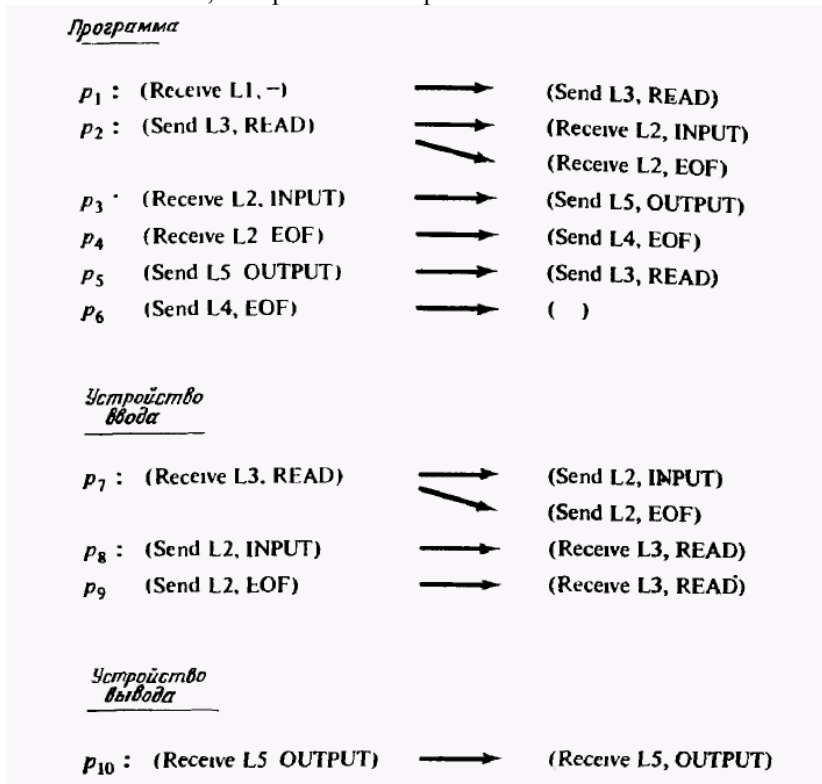 Программа
p1 : (Receive L1, –) (Send L3, READ)
p2 : (Send L3, READ) (Receive L2, INPUT)
(Receive L2, EOF)
p3 · (Receive L2. INPUT) (Send L5, OUTPUT)
p4 (Receive L2 EOF) (Send L4, EOF)
p5 (Send L5 OUTPUT) (Send L3, READ)
p6 (Send L4, EOF) ( )
Устройство
ввода
p7 : (Receive L3. READ) (Send L2, INPUT)
(Send L2, EOF)
p8 : (Send L2, INPUT) (Receive L3, READ)
p9 (Send L2, EOF) (Receive L3, READ)
Устройство
вывода
p10 : (Receive L5 OUTPUT) (Receive L5, OUTPUT)